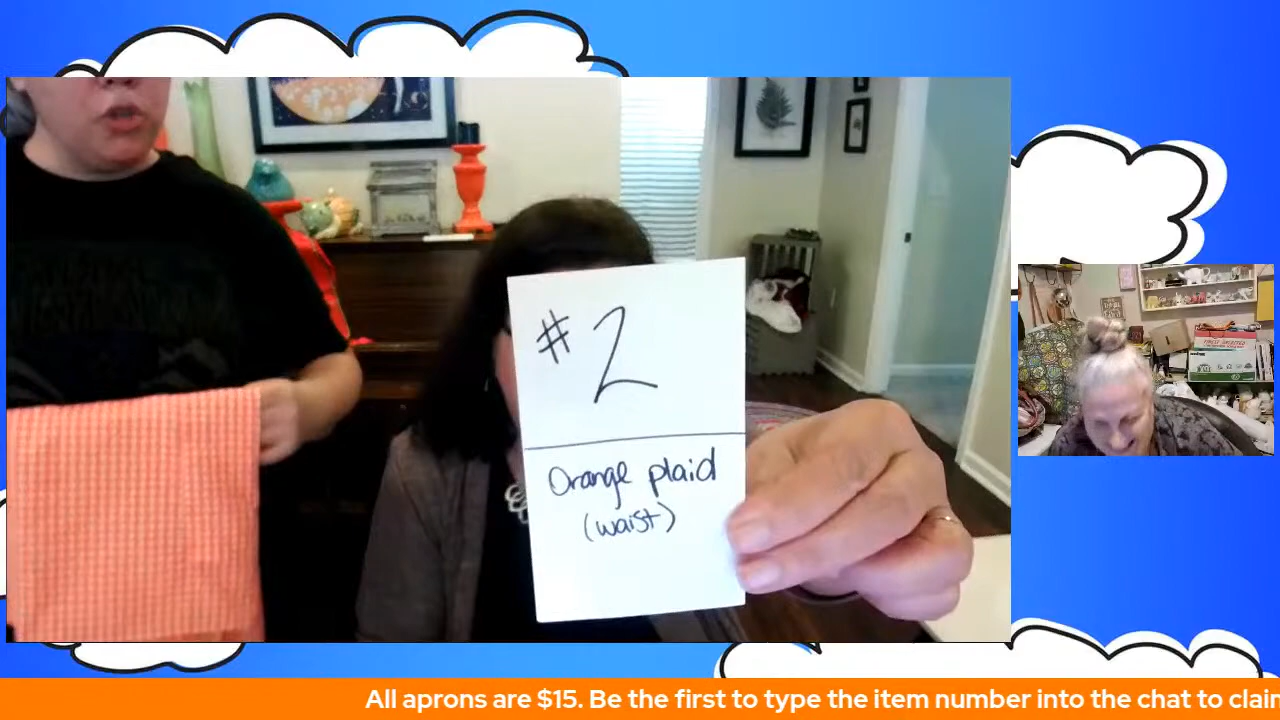 #2
Orange plaid
(waist)
All aprons are $15. Be the first to type the item number into the chat to clai